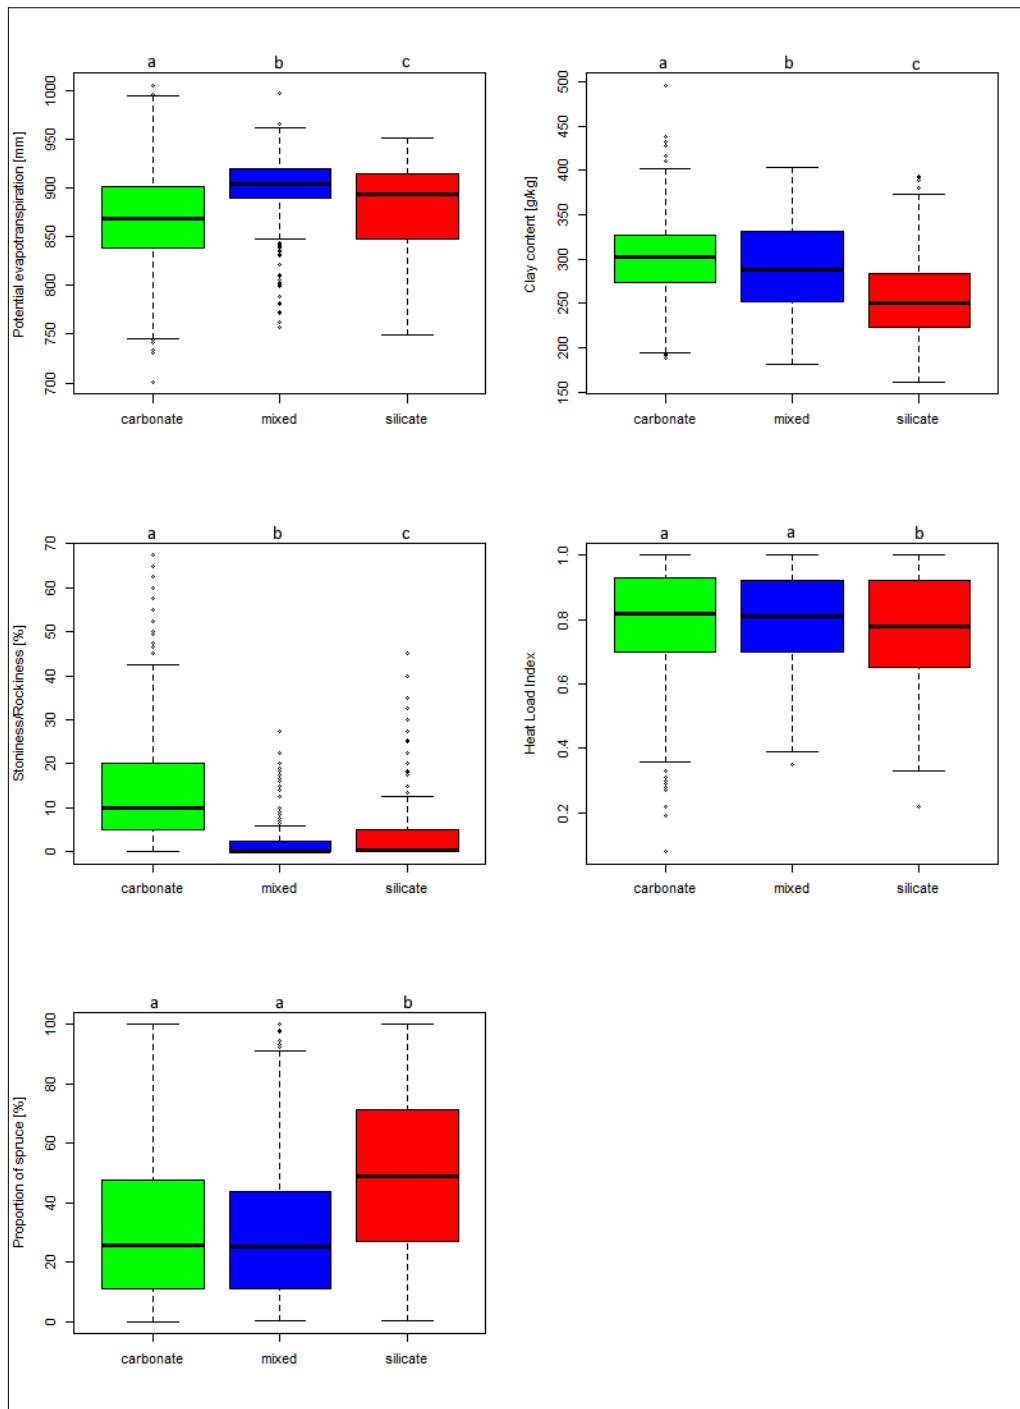 a b c
Potential evapotranspiration [mm]
1000
950
900
850
800
750
700
carbonate mixed silicate
a b c
Clay content [g/kg]
500
450
400
350
300
250
200
150
carbonate mixed silicate
a b c
Stoniness/Rockiness [%]
70
60
50
40
30
20
10
0
carbonate mixed silicate
a a b
Heat Load Index
1.0
0.8
0.6
0.4
0.2
carbonate mixed silicate
a a b
Proportion of spruce [%]
100
80
60
40
20
0
carbonate mixed silicate